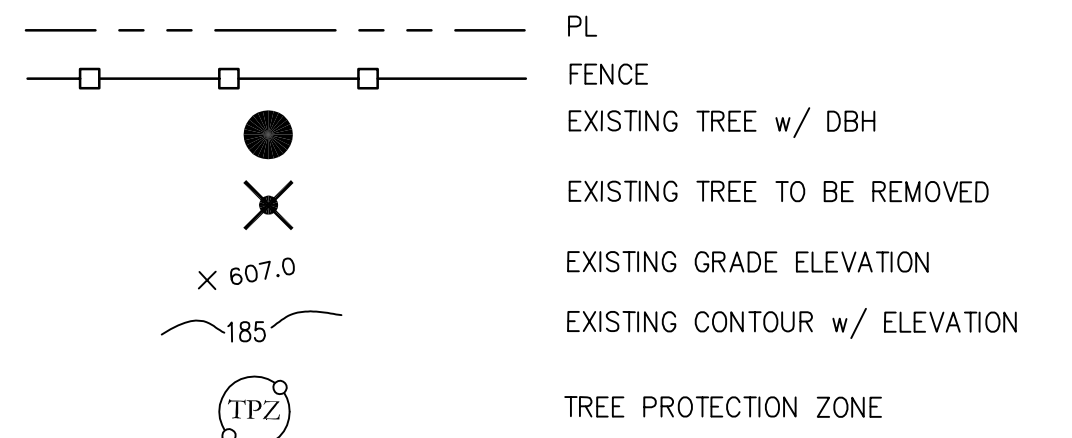 PL
FENCE
EXISTING TREE w/ DBH
EXISTING TREE TO BE REMOVED
X 607.0 EXISTING GRADE ELEVATION
185 EXISTING CONTOUR w/ ELEVATION
TPZ TREE PROTECTION ZONE